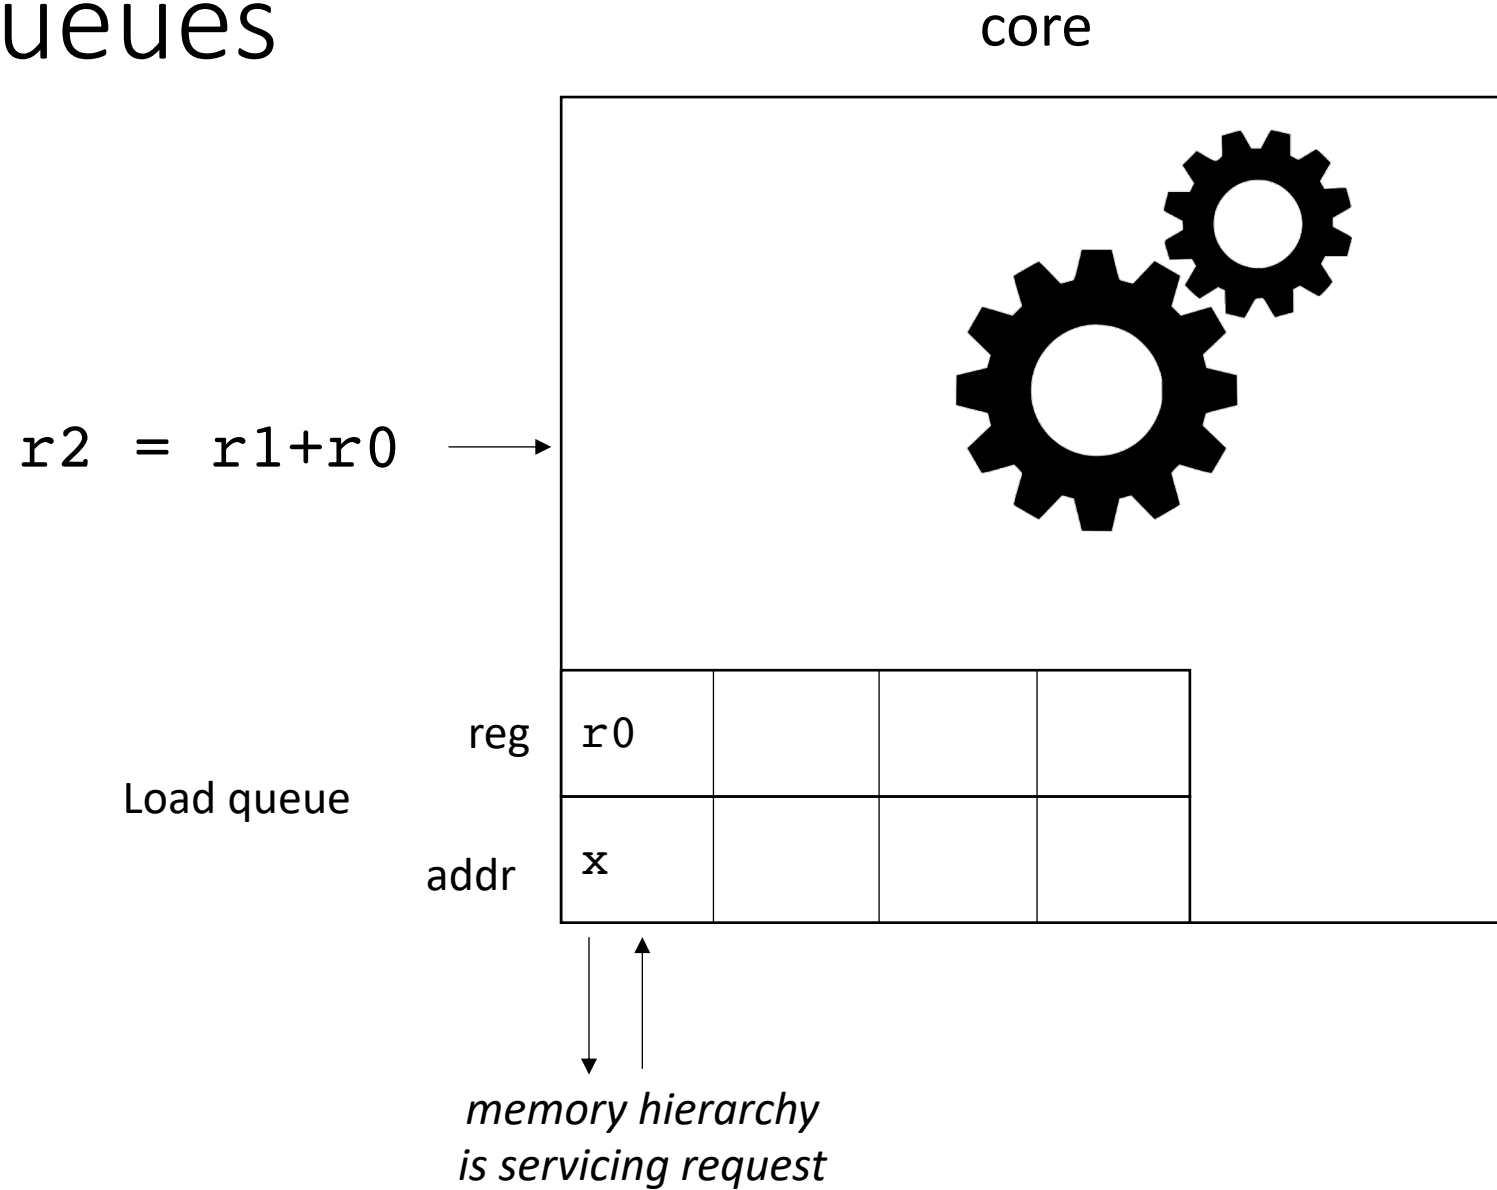 ueues
core
r2 = r1+r0
reg
r0
Load queue
addr
x
memory hierarchy
is servicing request